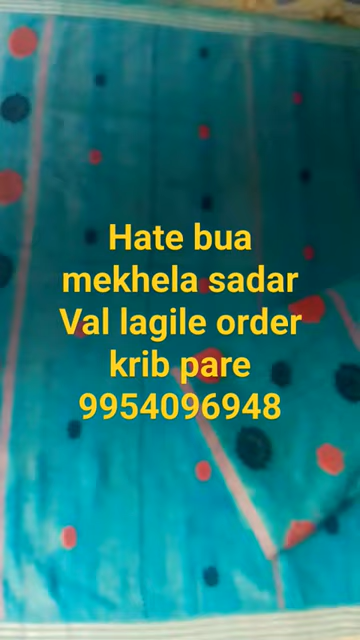 Hate bua
mekhela sadar
Val lagile order
krib pare
9954096948